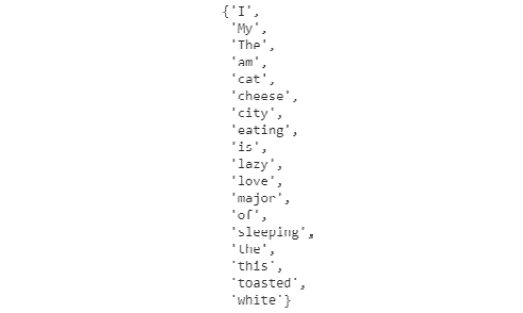 {'I',
'My',
'The',
'am',
'cat',
'cheese',
'city',
'eating',
'is',
'lazy',
'love',
'major',
'of',
'sleeping',
'the',
'this',
'toasted',
'white'}